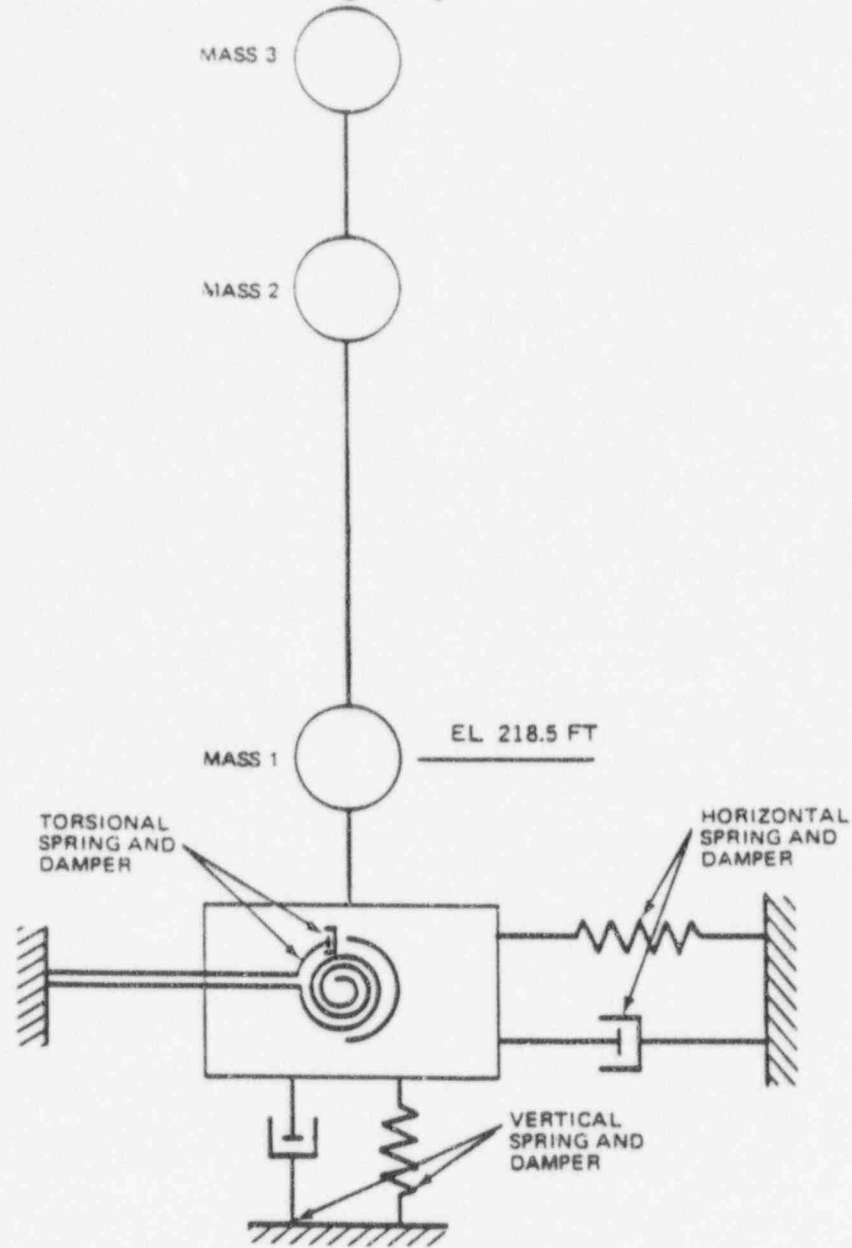 MASS 3
MASS 2
MASS 1
EL. 218.5 FT
TORSIONAL
SPRING AND
DAMPER
HORIZONTAL
SPRING AND
DAMPER
VERTICAL
SPRING AND
DAMPER